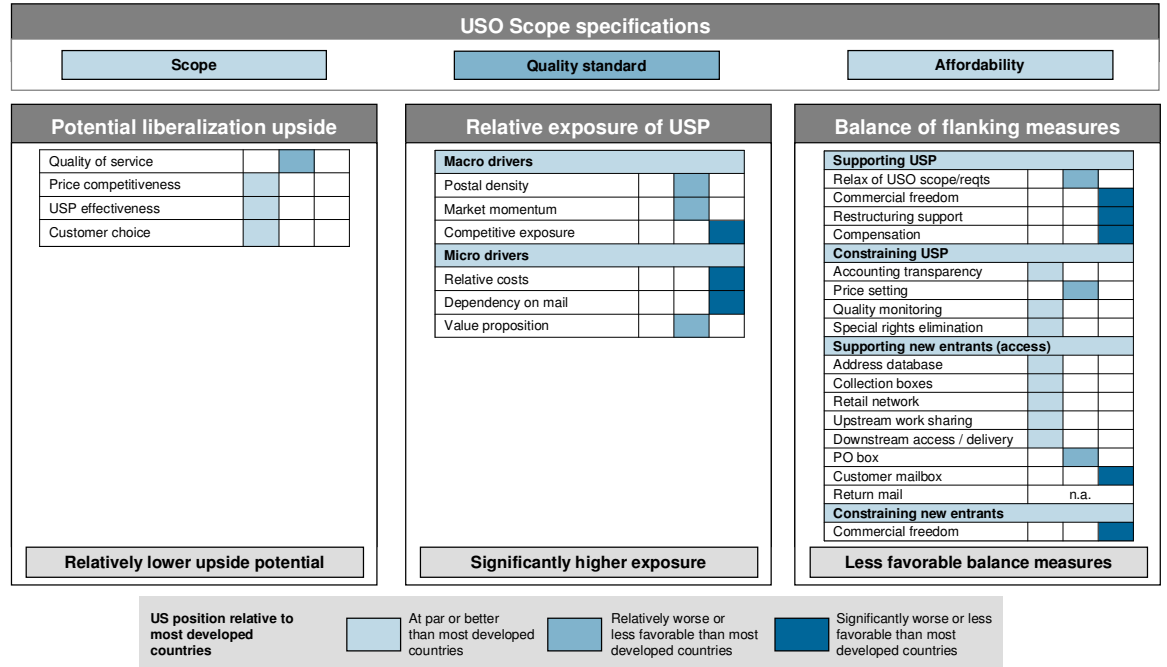 USO Scope specifications
Scope
Quality standard
Affordability
Potential liberalization upside
Quality of service
Price competitiveness
USP effectiveness
Customer choice
Relatively lower upside potential
Relative exposure of USP
Macro drivers
Postal density
Market momentum
Competitive exposure
Micro drivers
Relative costs
Dependency on mail
Value proposition
Significantly higher exposure
Balance of flanking measures
Supporting USP
Relax of USO scope/reqts
Commercial freedom
Restructuring support
Compensation
Constraining USP
Accounting transparency
Price setting
Quality monitoring
Special rights elimination
Supporting new entrants (access)
Address database
Collection boxes
Retail network
Upstream work sharing
Downstream access / delivery
PO box
Customer mailbox
Return mail n.a.
Constraining new entrants
Commercial freedom
Less favorable balance measures
US position relative to
most developed
countries
At par or better
than most developed
countries
Relatively worse or
less favorable than most
developed countries
Significantly worse or less
favorable than most
developed countries